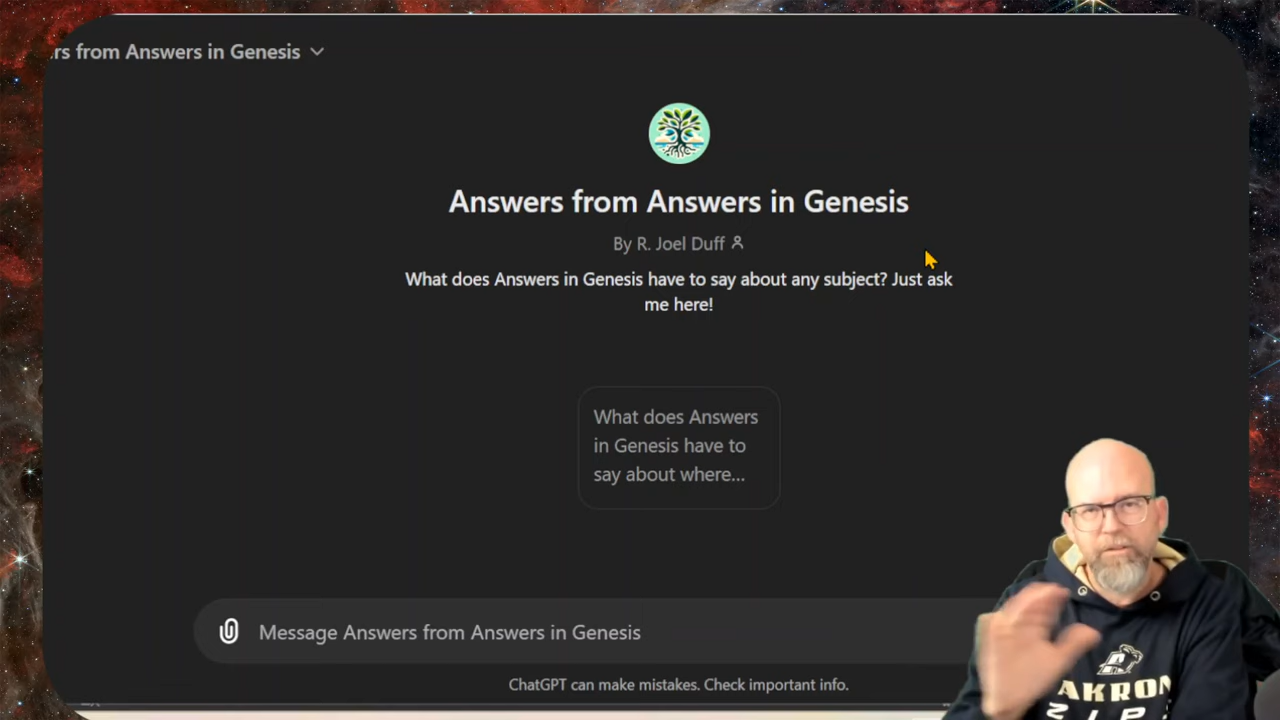 rs from Answers in Genesis
Answers from Answers in Genesis
By R. Joel Duff
What does Answers in Genesis have to say about any subject? Just ask
me here!
What does Answers
in Genesis have to
say about where...
Message Answers from Answers in Genesis
ChatGPT can make mistakes. Check important info.
AKRON
ZIP